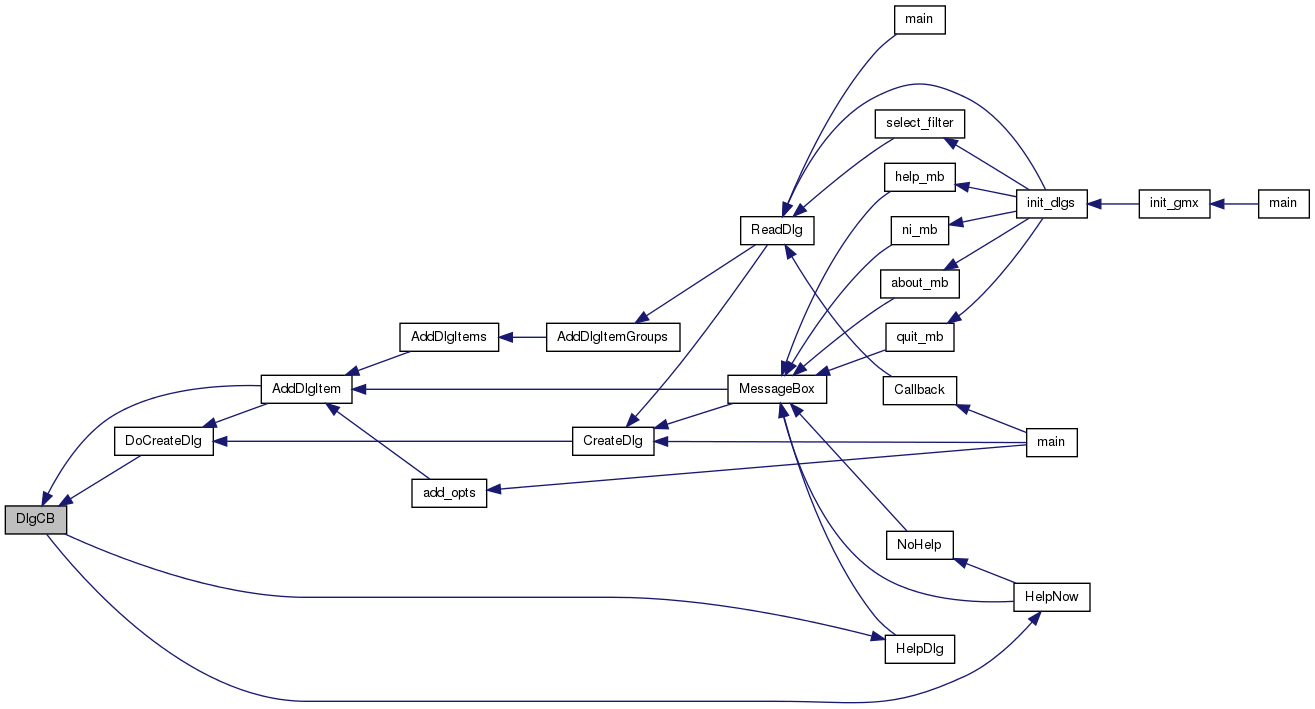 main
select_filter
help_mb
init_dlgs
init_gmx
main
ReadDlg
ni_mb
about_mb
AddDlgItems
AddDlgItemGroups
quit_mb
AddDlgItem
MessageBox
Callback
DoCreateDlg
CreateDlg
main
add_opts
DlgCB
NoHelp
HelpNow
HelpDlg